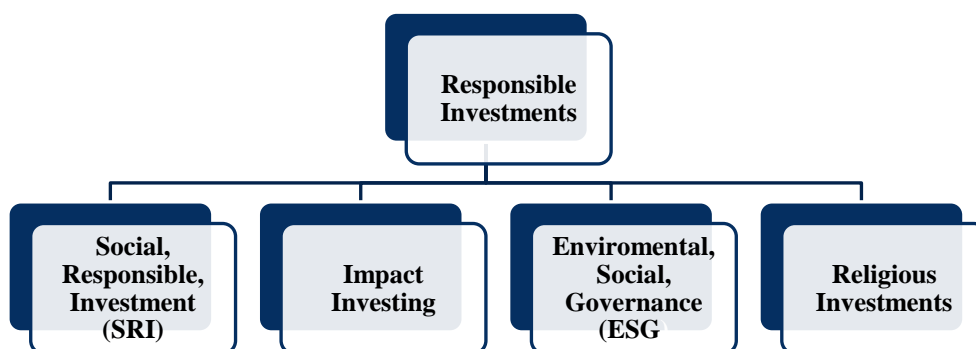 Responsible
Investments
Social,
Responsible,
Investment
(SRI)
Impact
Investing
Enviromental,
Social,
Governance
(ESG
Religious
Investments